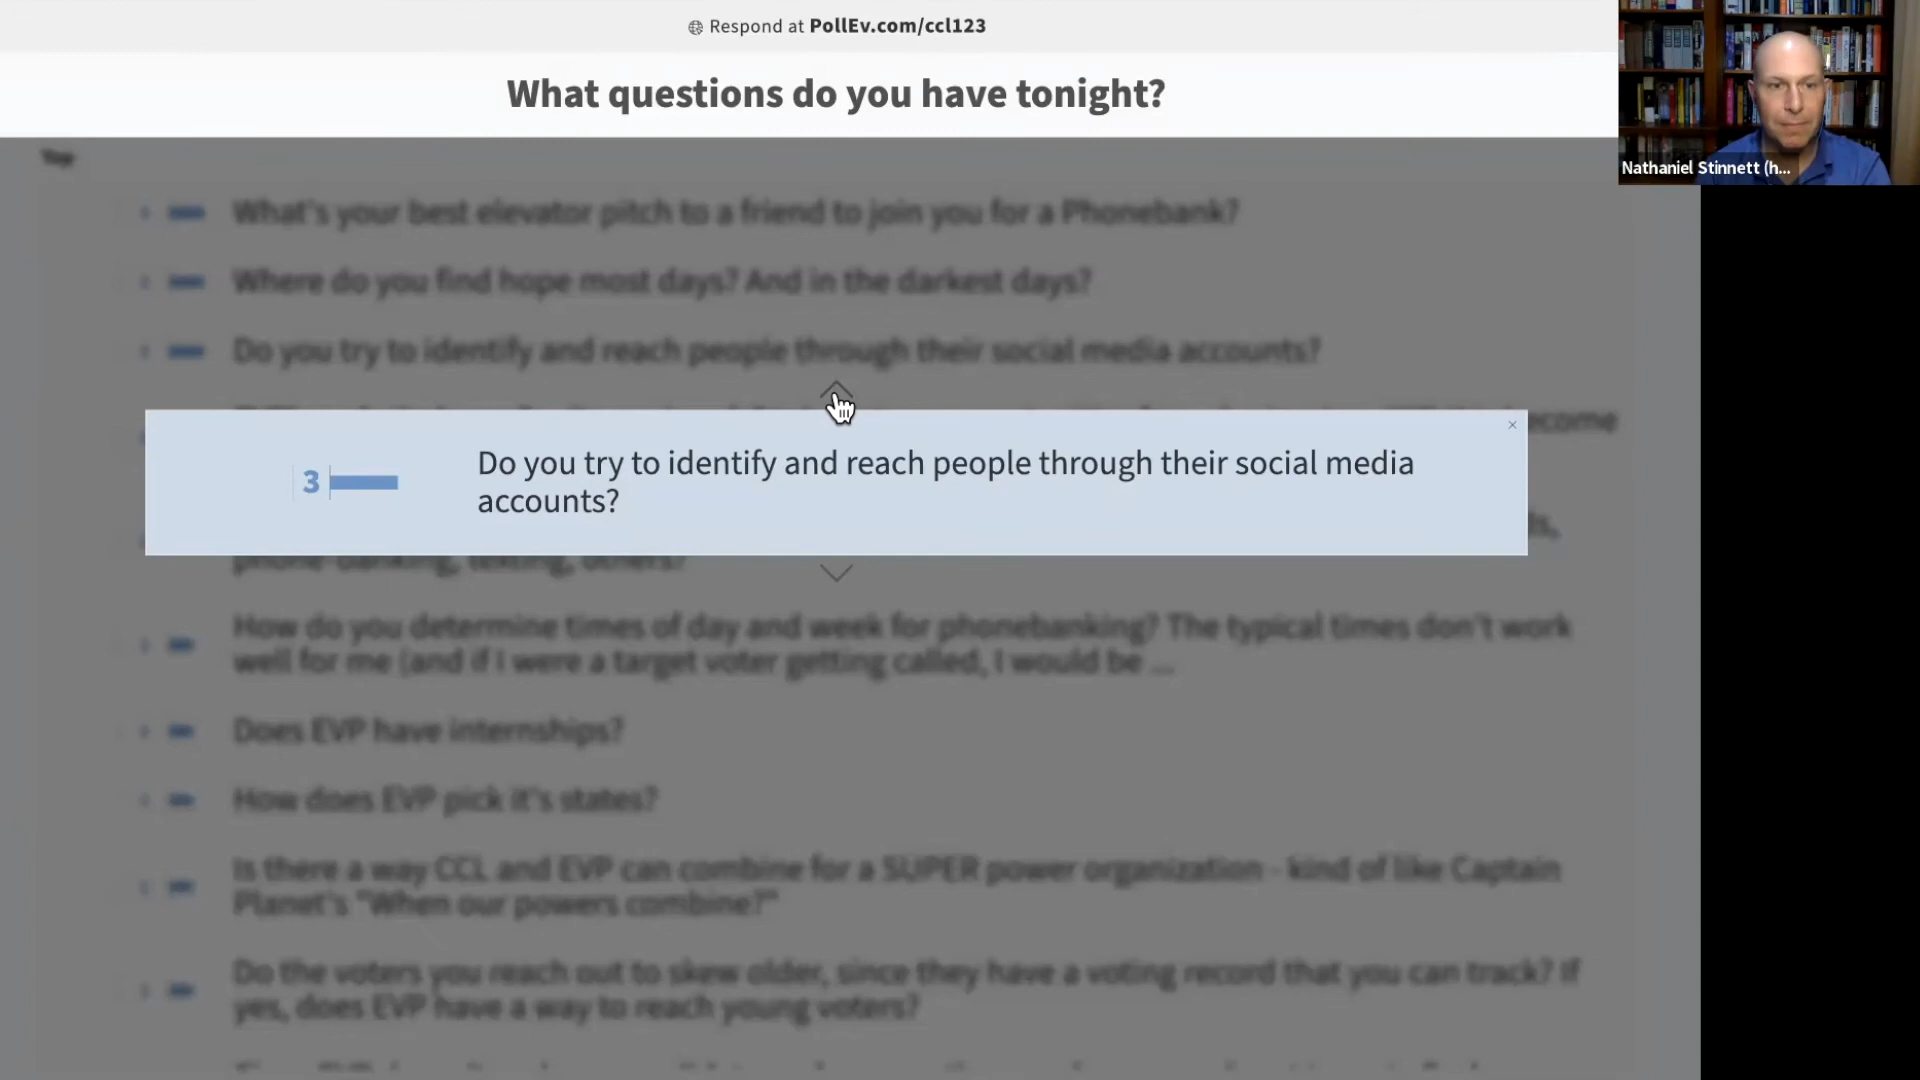 Respond at PollEv.com/ccl123
What questions do you have tonight?
Nathaniel Stinnett (h...
Top
What's your best elevator pitch to a friend to join you for a Phonebank?
Where do you find hope most days? And in the darkest days?
Do you try to identify and reach people through their social media accounts?
ecome
3
Do you try to identify and reach people through their social media
accounts?
phone-banking, texting, others?
How do you determine times of day and week for phonebanking? The typical times don't work
well for me (and if I were a target voter getting called, I would be ...
Does EVP have internships?
How does EVP pick it's states?
Is there a way CCL and EVP can combine for a SUPER power organization - kind of like Captain
Planet's "When our powers combine?"
Do the voters you reach out to skew older, since they have a voting record that you can track? If
yes, does EVP have a way to reach young voters?